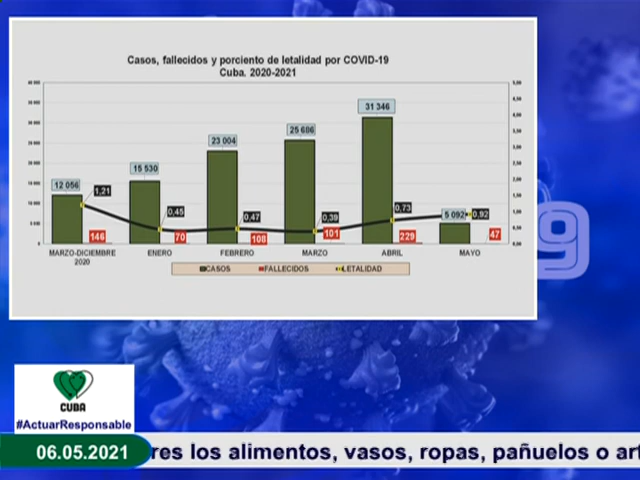 Casos, fallecidos y porciento de letalidad por COVID-19
Cuba. 2020-2021
31 346
25 686
23 004
15 530
12 056
1,21
0,45
0,47
0,39
0,73
5 092
0,92
146
70
108
101
229
47
MARZO-DICIEMBRE 2020
ENERO
FEBRERO
MARZO
ABRIL
MAYO
CASOS
FALLECIDOS
LETALIDAD
9
CUBA
#ActuarResponsable
06.05.2021
res los alimentos, vasos, ropas, pañuelos o art